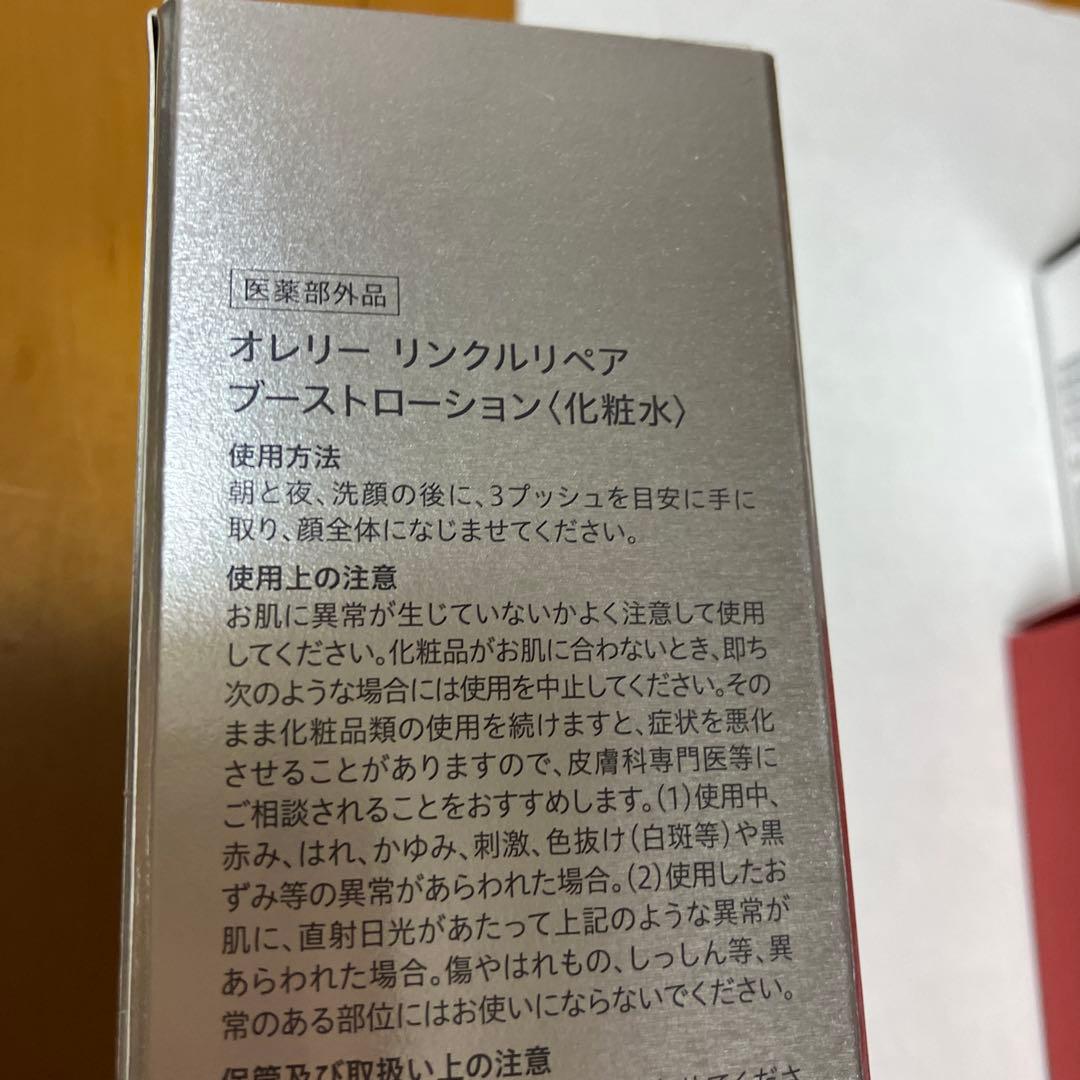 医薬部外品
オレリー リンクルリペア
ブーストローション〈化粧水〉
使用方法
朝と夜、洗顔の後に、3プッシュを目安に手に
取り、顔全体になじませてください。
使用上の注意
お肌に異常が生じていないかよく注意して使用
してください。化粧品がお肌に合わないとき、即ち
次のような場合には使用を中止してください。その
まま化粧品類の使用を続けますと、症状を悪化
させることがありますので、皮膚科専門医等に
ご相談されることをおすすめします。(1)使用中、
赤み、はれ、かゆみ、刺激、色抜け(白斑等)や黒
ずみ等の異常があらわれた場合。(2)使用したお
肌に、直射日光があたって上記のような異常が
あらわれた場合。傷やはれもの、しっしん等、異
常のある部位にはお使いにならないでください。
保管及び取扱い上の注意